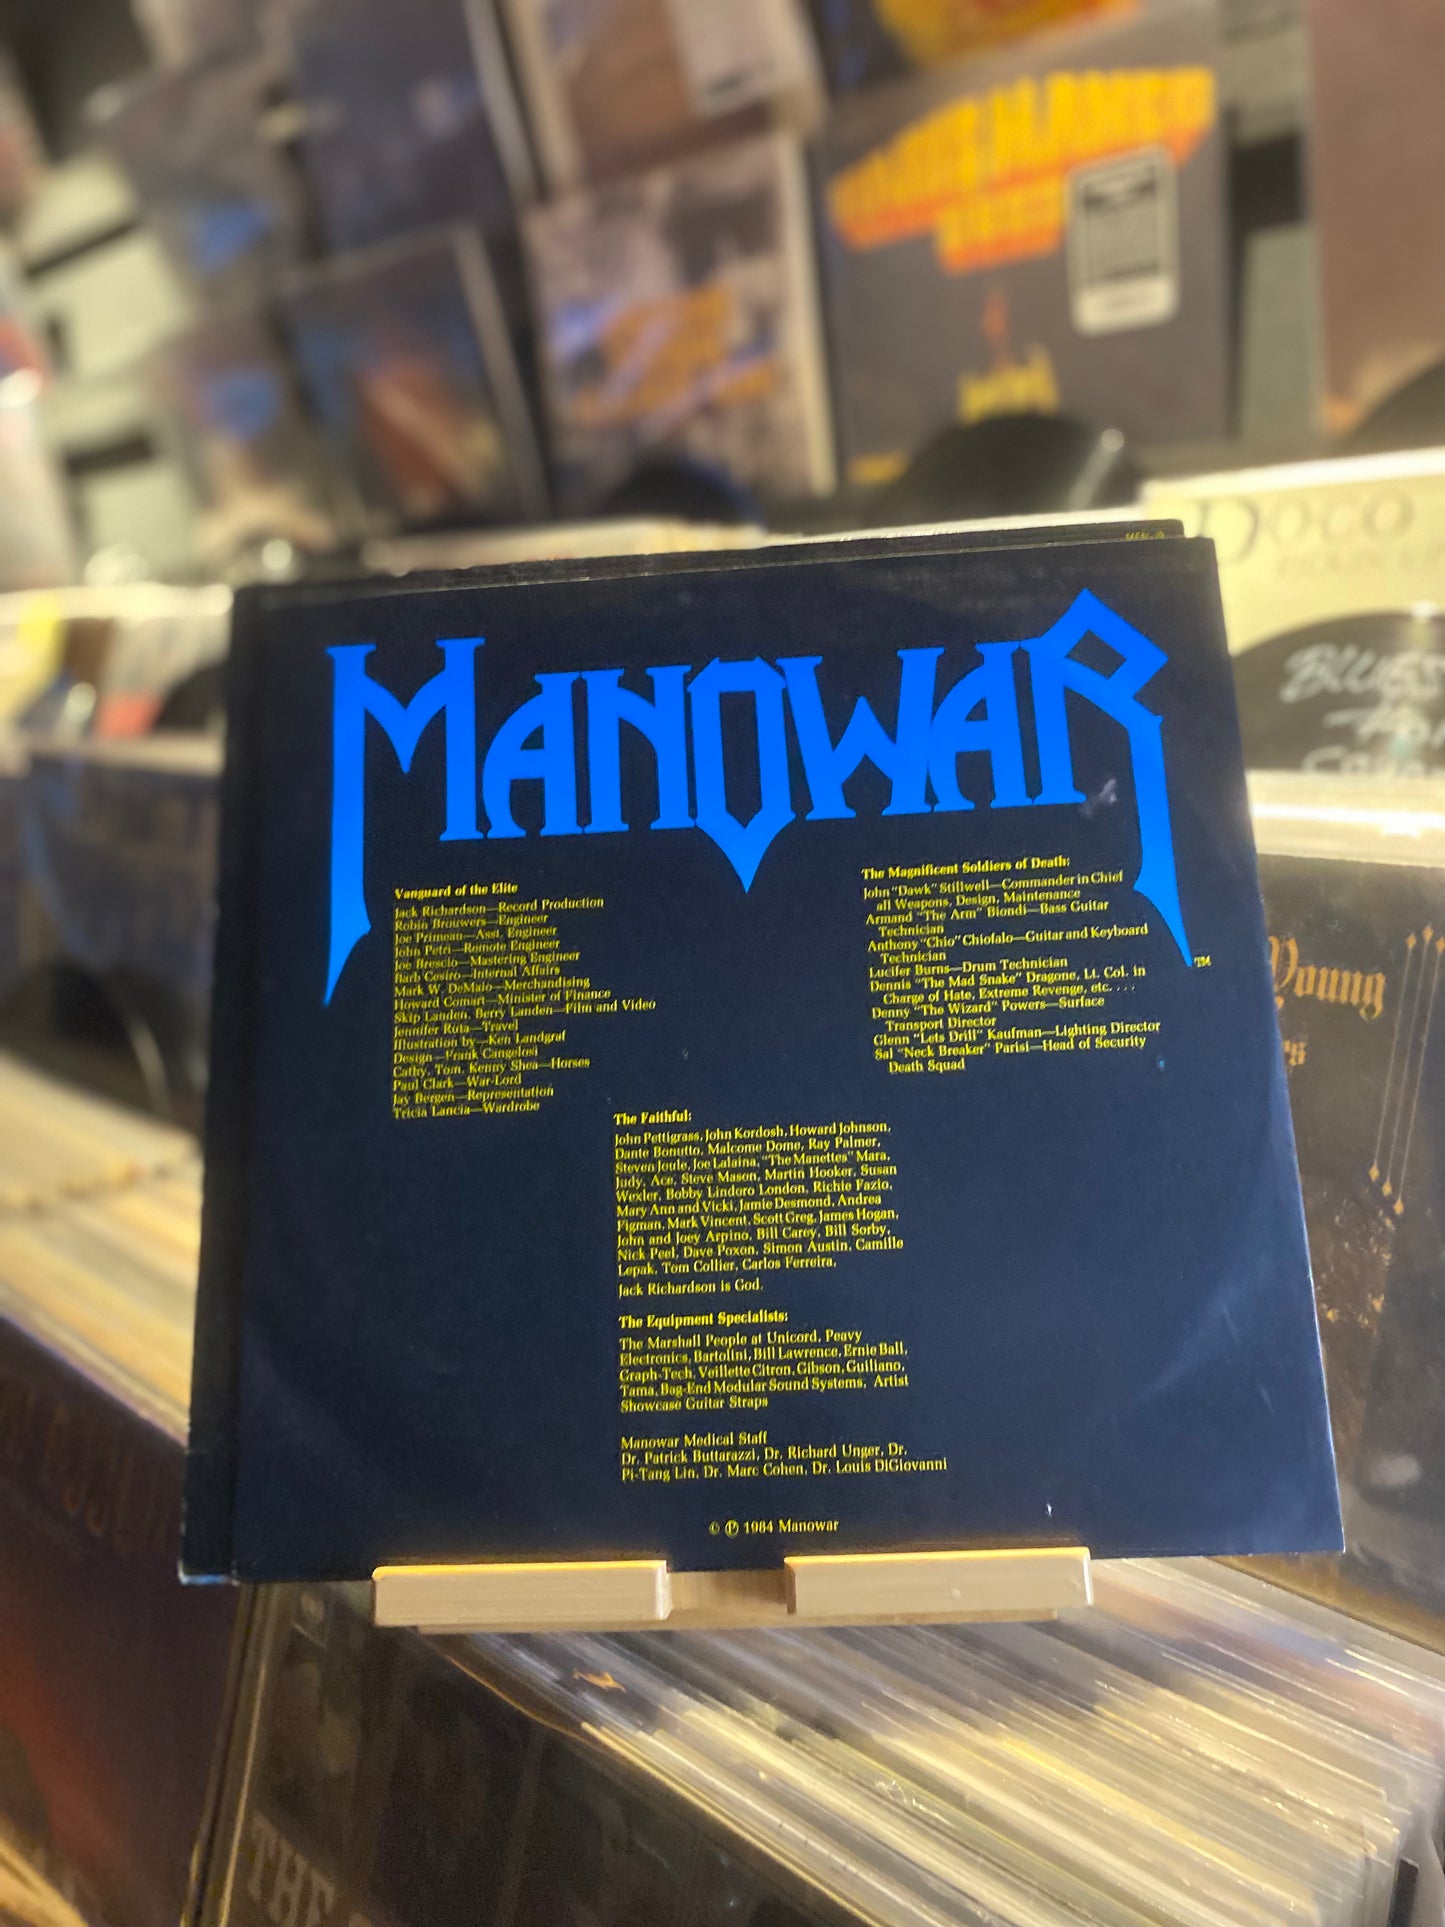 MANOWAR
TM
Vanguard of the Elite
Jack Richardson—Record Production
Robin Brouwers—Engineer
Joe Primeau—Asst. Engineer
John Petri—Remote Engineer
Joe Brescio—Mastering Engineer
Barb Cesiro—Internal Affairs
Mark W. DeMaio—Merchandising
Howard Comart—Minister of Finance
Skip Landen, Berry Landen—Film and Video
Jennifer Ruta—Travel
Illustration by—Ken Landgraf
Design—Frank Cangelosi
Cathy, Tom, Kenny Shea—Horses
Paul Clark—War-Lord
Jay Bergen—Representation
Tricia Lancia—Wardrobe
The Magnificent Soldiers of Death:
John "Dawk" Stillwell—Commander in Chief
all Weapons, Design, Maintenance
Armand "The Arm" Biondi—Bass Guitar
Technician
Anthony "Chio" Chiofalo—Guitar and Keyboard
Technician
Lucifer Burns—Drum Technician
Dennis "The Mad Snake" Dragone, Lt. Col. in
Charge of Hate, Extreme Revenge, etc. . . .
Denny "The Wizard" Powers—Surface
Transport Director
Glenn "Lets Drill" Kaufman—Lighting Director
Sal "Neck Breaker" Parisi—Head of Security
Death Squad
The Faithful:
John Pettigrass, John Kordosh, Howard Johnson,
Dante Bonutto, Malcome Dome, Ray Palmer,
Steven Joule, Joe Lalaina, "The Manettes" Mara,
Judy, Ace, Steve Mason, Martin Hooker, Susan
Wexler, Bobby Lindoro London, Richie Fazio,
Mary Ann and Vicki, Jamie Desmond, Andrea
Figman, Mark Vincent, Scott Greg, James Hogan,
John and Joey Arpino, Bill Carey, Bill Sorby,
Nick Peel, Dave Poxon, Simon Austin, Camille
Lepak, Tom Collier, Carlos Ferreira,
Jack Richardson is God.
The Equipment Specialists:
The Marshall People at Unicord, Peavy
Electronics, Bartolini, Bill Lawrence, Ernie Ball,
Graph-Tech, Veillette Citron, Gibson, Guiliano,
Tama, Bag-End Modular Sound Systems, Artist
Showcase Guitar Straps
Manowar Medical Staff
Dr. Patrick Buttarazzi, Dr. Richard Unger, Dr.
Pi-Tang Lin, Dr. Marc Cohen, Dr. Louis DiGiovanni
© ℗ 1984 Manowar
POCO
BLUES
Young
THE